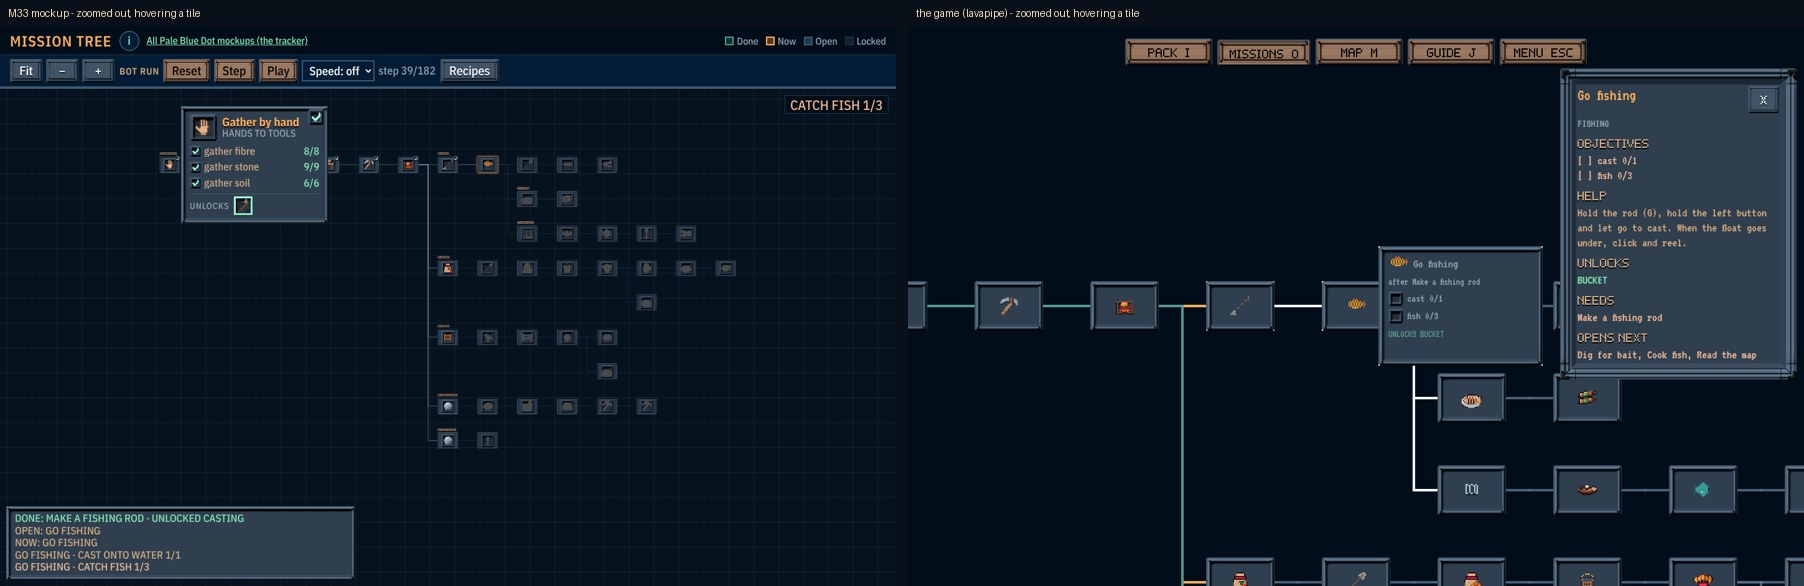 M33 mockup - zoomed out, hovering a tile
MISSION TREE
i
All Pale Blue Dot mockups (the tracker)
Done
Now
Open
Locked
Fit
−
+
BOT RUN
Reset
Step
Play
Speed: off
step 39/182
Recipes
CATCH FISH 1/3
Gather by hand
HANDS TO TOOLS
gather fibre 8/8
gather stone 9/9
gather soil 6/6
UNLOCKS
DONE: MAKE A FISHING ROD · UNLOCKED CASTING
OPEN: GO FISHING
NOW: GO FISHING
GO FISHING · CAST ONTO WATER 1/1
GO FISHING · CATCH FISH 1/3
the game (lavapipe) - zoomed out, hovering a tile
PACK I
MISSIONS O
MAP M
GUIDE J
MENU ESC
Go fishing
after Make a fishing rod
cast 0/1
fish 0/3
UNLOCKS BUCKET
Go fishing
X
FISHING
OBJECTIVES
[ ] cast 0/1
[ ] fish 0/3
HELP
Hold the rod (G), hold the left button
and let go to cast. When the float goes
under, click and reel.
UNLOCKS
BUCKET
NEEDS
Make a fishing rod
OPENS NEXT
Dig for bait, Cook fish, Read the map